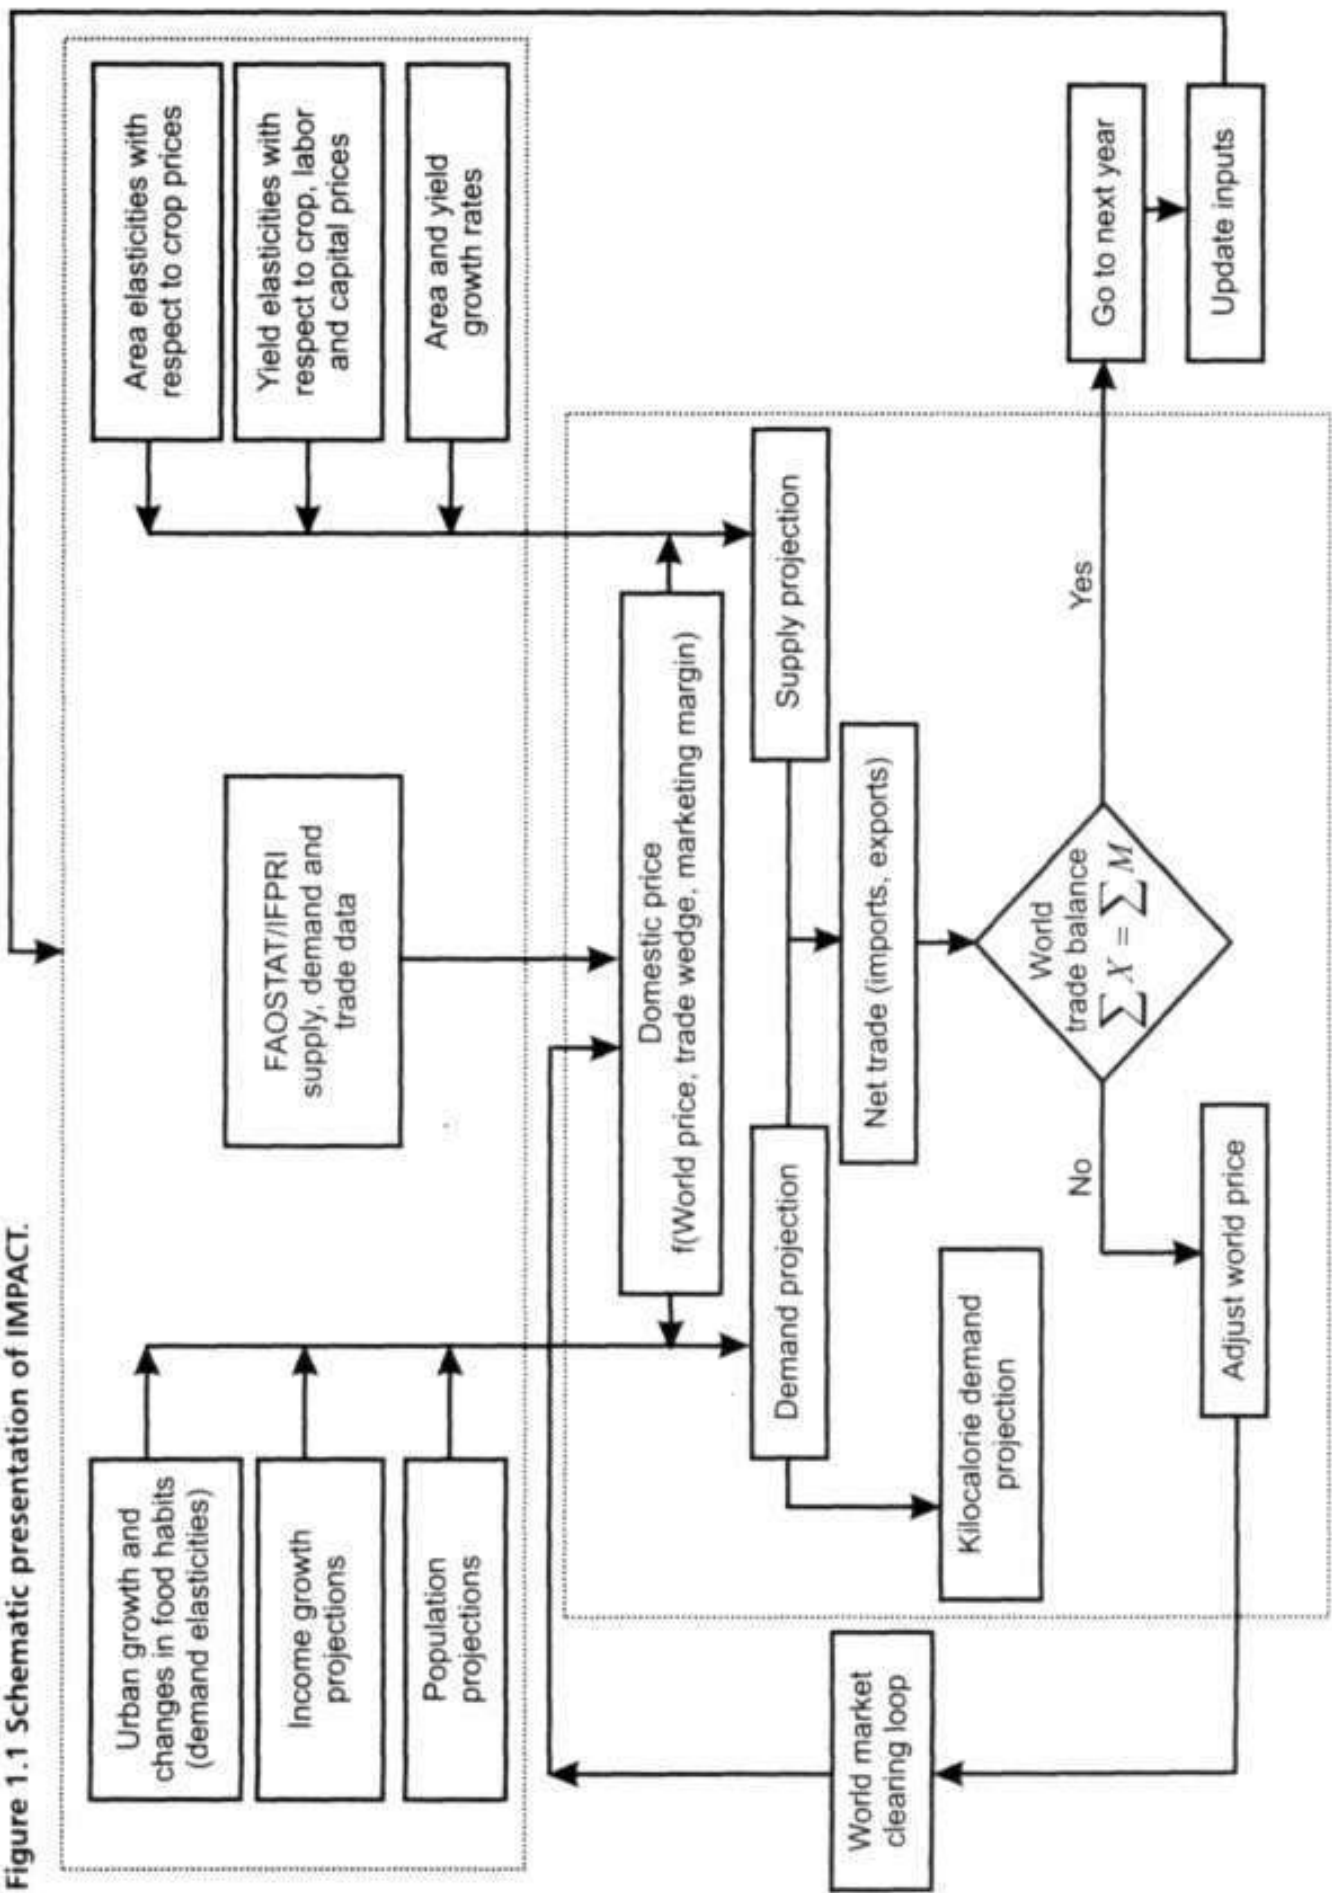 Figure 1.1 Schematic presentation of IMPACT.
Urban growth and
changes in food habits
(demand elasticities)
Income growth
projections
Population
projections
FAOSTAT/IFPRI
supply, demand and
trade data
Area elasticities with
respect to crop prices
Yield elasticities with
respect to crop, labor
and capital prices
Area and yield
growth rates
Domestic price
f(World price, trade wedge, marketing margin)
Demand projection
Supply projection
Net trade (imports, exports)
Kilocalorie demand
projection
World market
clearing loop
World
trade balance
∑ X = ∑ M
No
Yes
Adjust world price
Go to next year
Update inputs